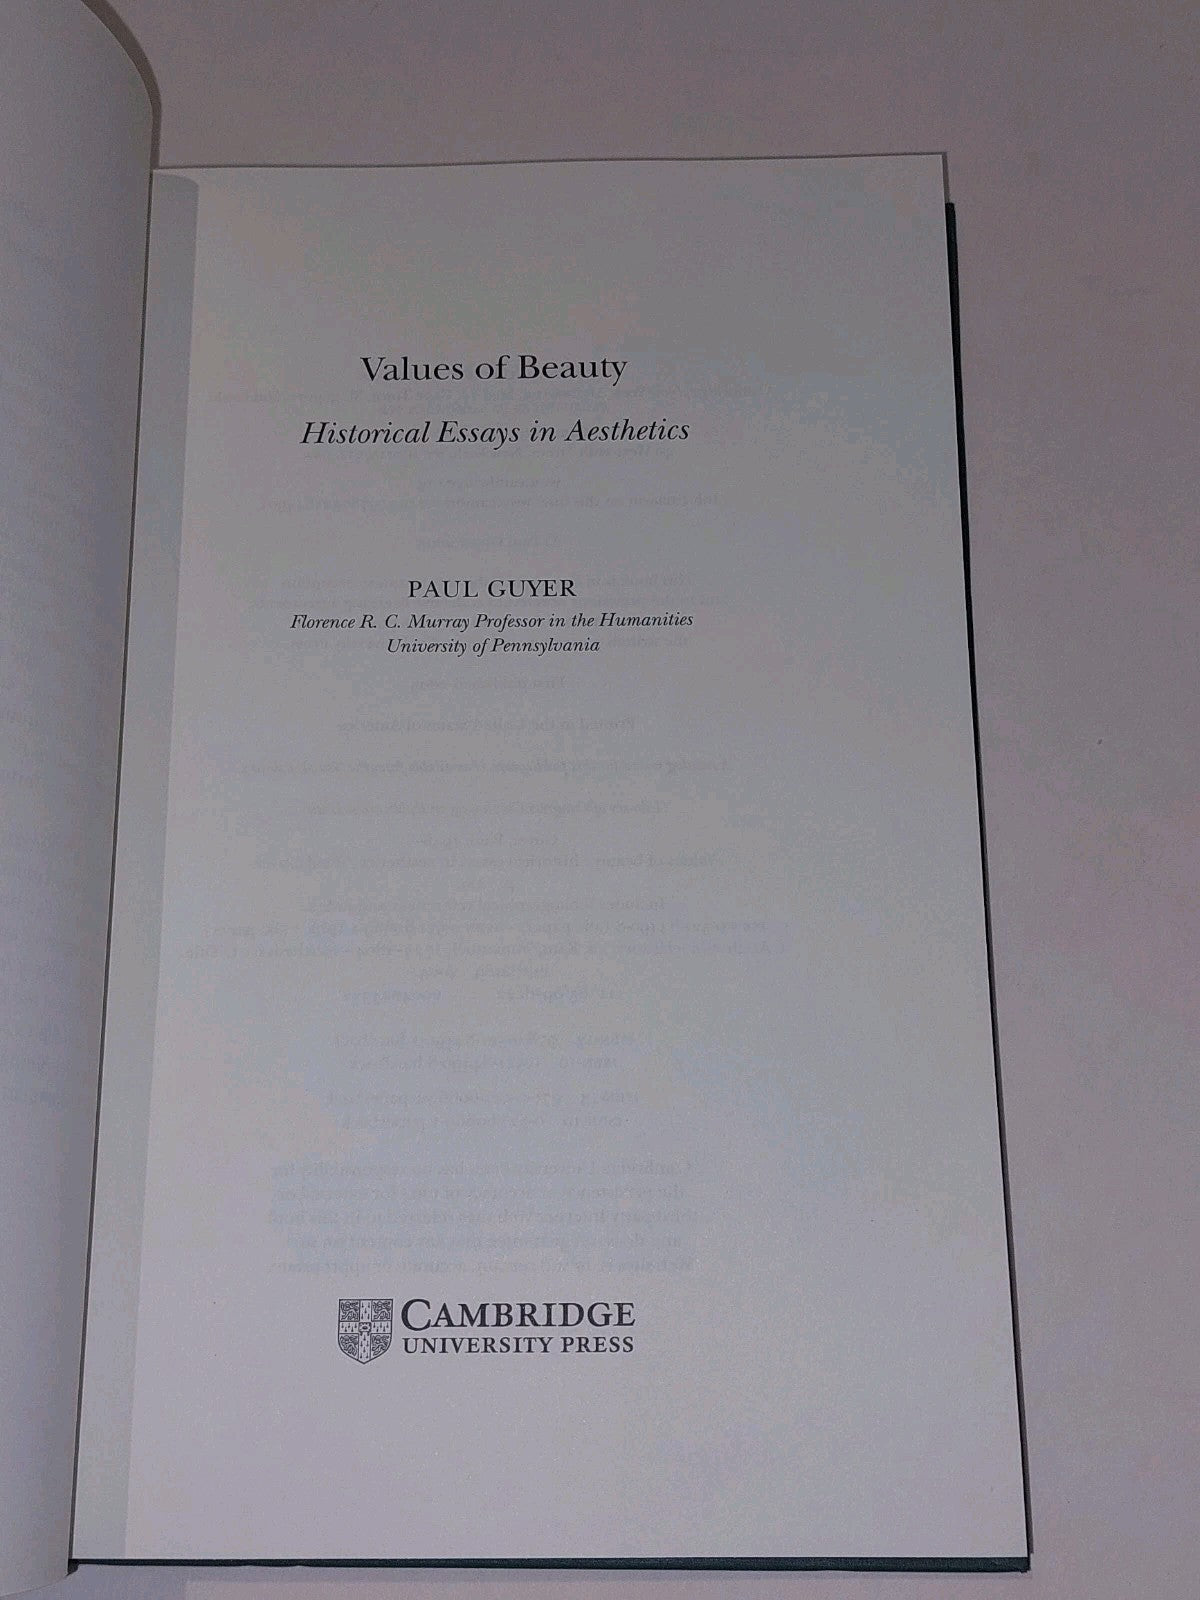 Values of Beauty
Historical Essays in Aesthetics
PAUL GUYER
Florence R. C. Murray Professor in the Humanities
University of Pennsylvania
CAMBRIDGE
UNIVERSITY PRESS